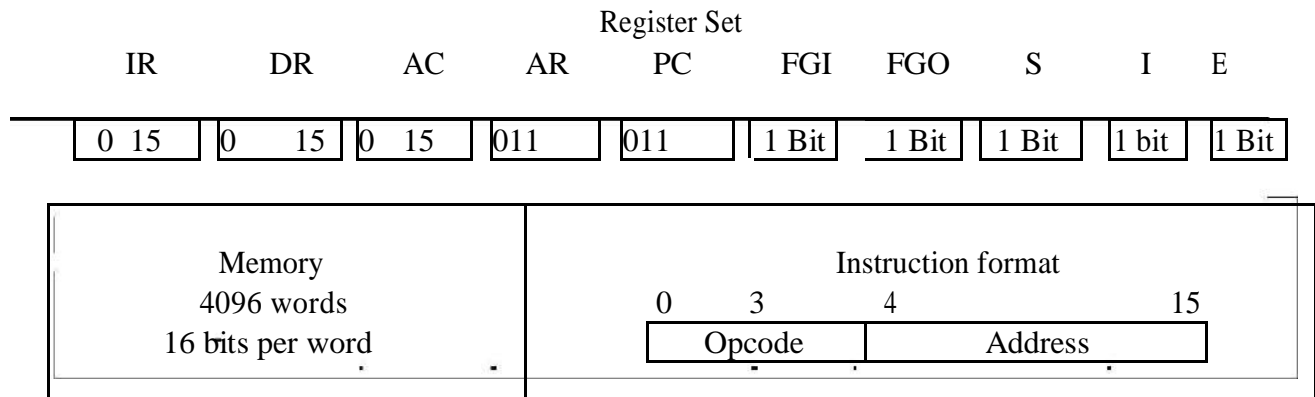 Register Set
IR DR AC AR PC FGI FGO S I E
0 15 0 15 0 15 011 011 1 Bit 1 Bit 1 Bit 1 bit 1 Bit
Memory
4096 words
16 bits per word
Instruction format
0 3 4 15
Opcode Address